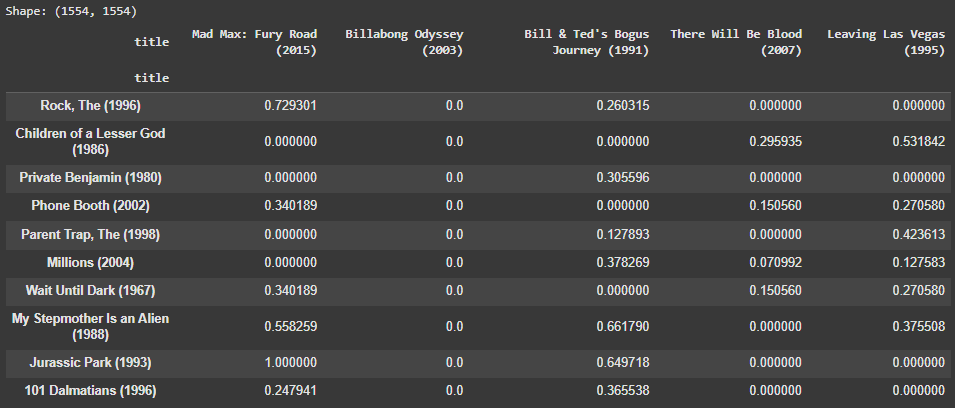 Shape: (1554, 1554)
title Mad Max: Fury Road (2015) Billabong Odyssey (2003) Bill & Ted's Bogus Journey (1991) There Will Be Blood (2007) Leaving Las Vegas (1995)
title
Rock, The (1996) 0.729301 0.0 0.260315 0.000000 0.000000
Children of a Lesser God (1986) 0.000000 0.0 0.000000 0.295935 0.531842
Private Benjamin (1980) 0.000000 0.0 0.305596 0.000000 0.000000
Phone Booth (2002) 0.340189 0.0 0.000000 0.150560 0.270580
Parent Trap, The (1998) 0.000000 0.0 0.127893 0.000000 0.423613
Millions (2004) 0.000000 0.0 0.378269 0.070992 0.127583
Wait Until Dark (1967) 0.340189 0.0 0.000000 0.150560 0.270580
My Stepmother Is an Alien (1988) 0.558259 0.0 0.661790 0.000000 0.375508
Jurassic Park (1993) 1.000000 0.0 0.649718 0.000000 0.000000
101 Dalmatians (1996) 0.247941 0.0 0.365538 0.000000 0.000000